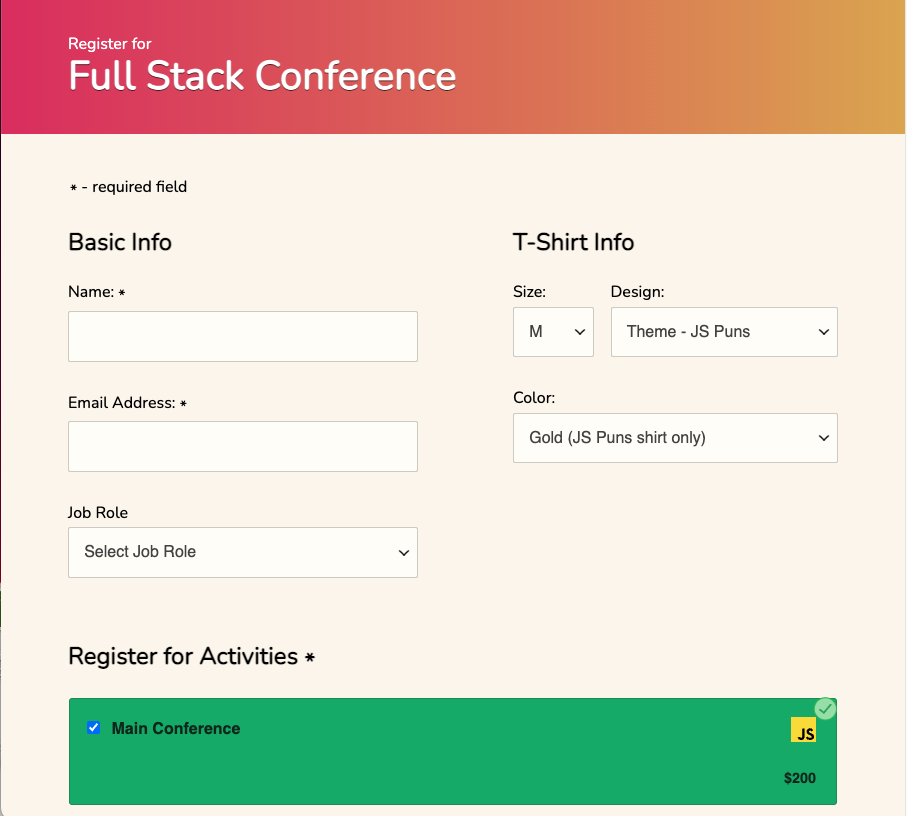 Register for
Full Stack Conference
* - required field
Basic Info
Name: *
Email Address: *
Job Role
Select Job Role
T-Shirt Info
Size:
Design:
M
Theme - JS Puns
Color:
Gold (JS Puns shirt only)
Register for Activities *
Main Conference
JS
$200